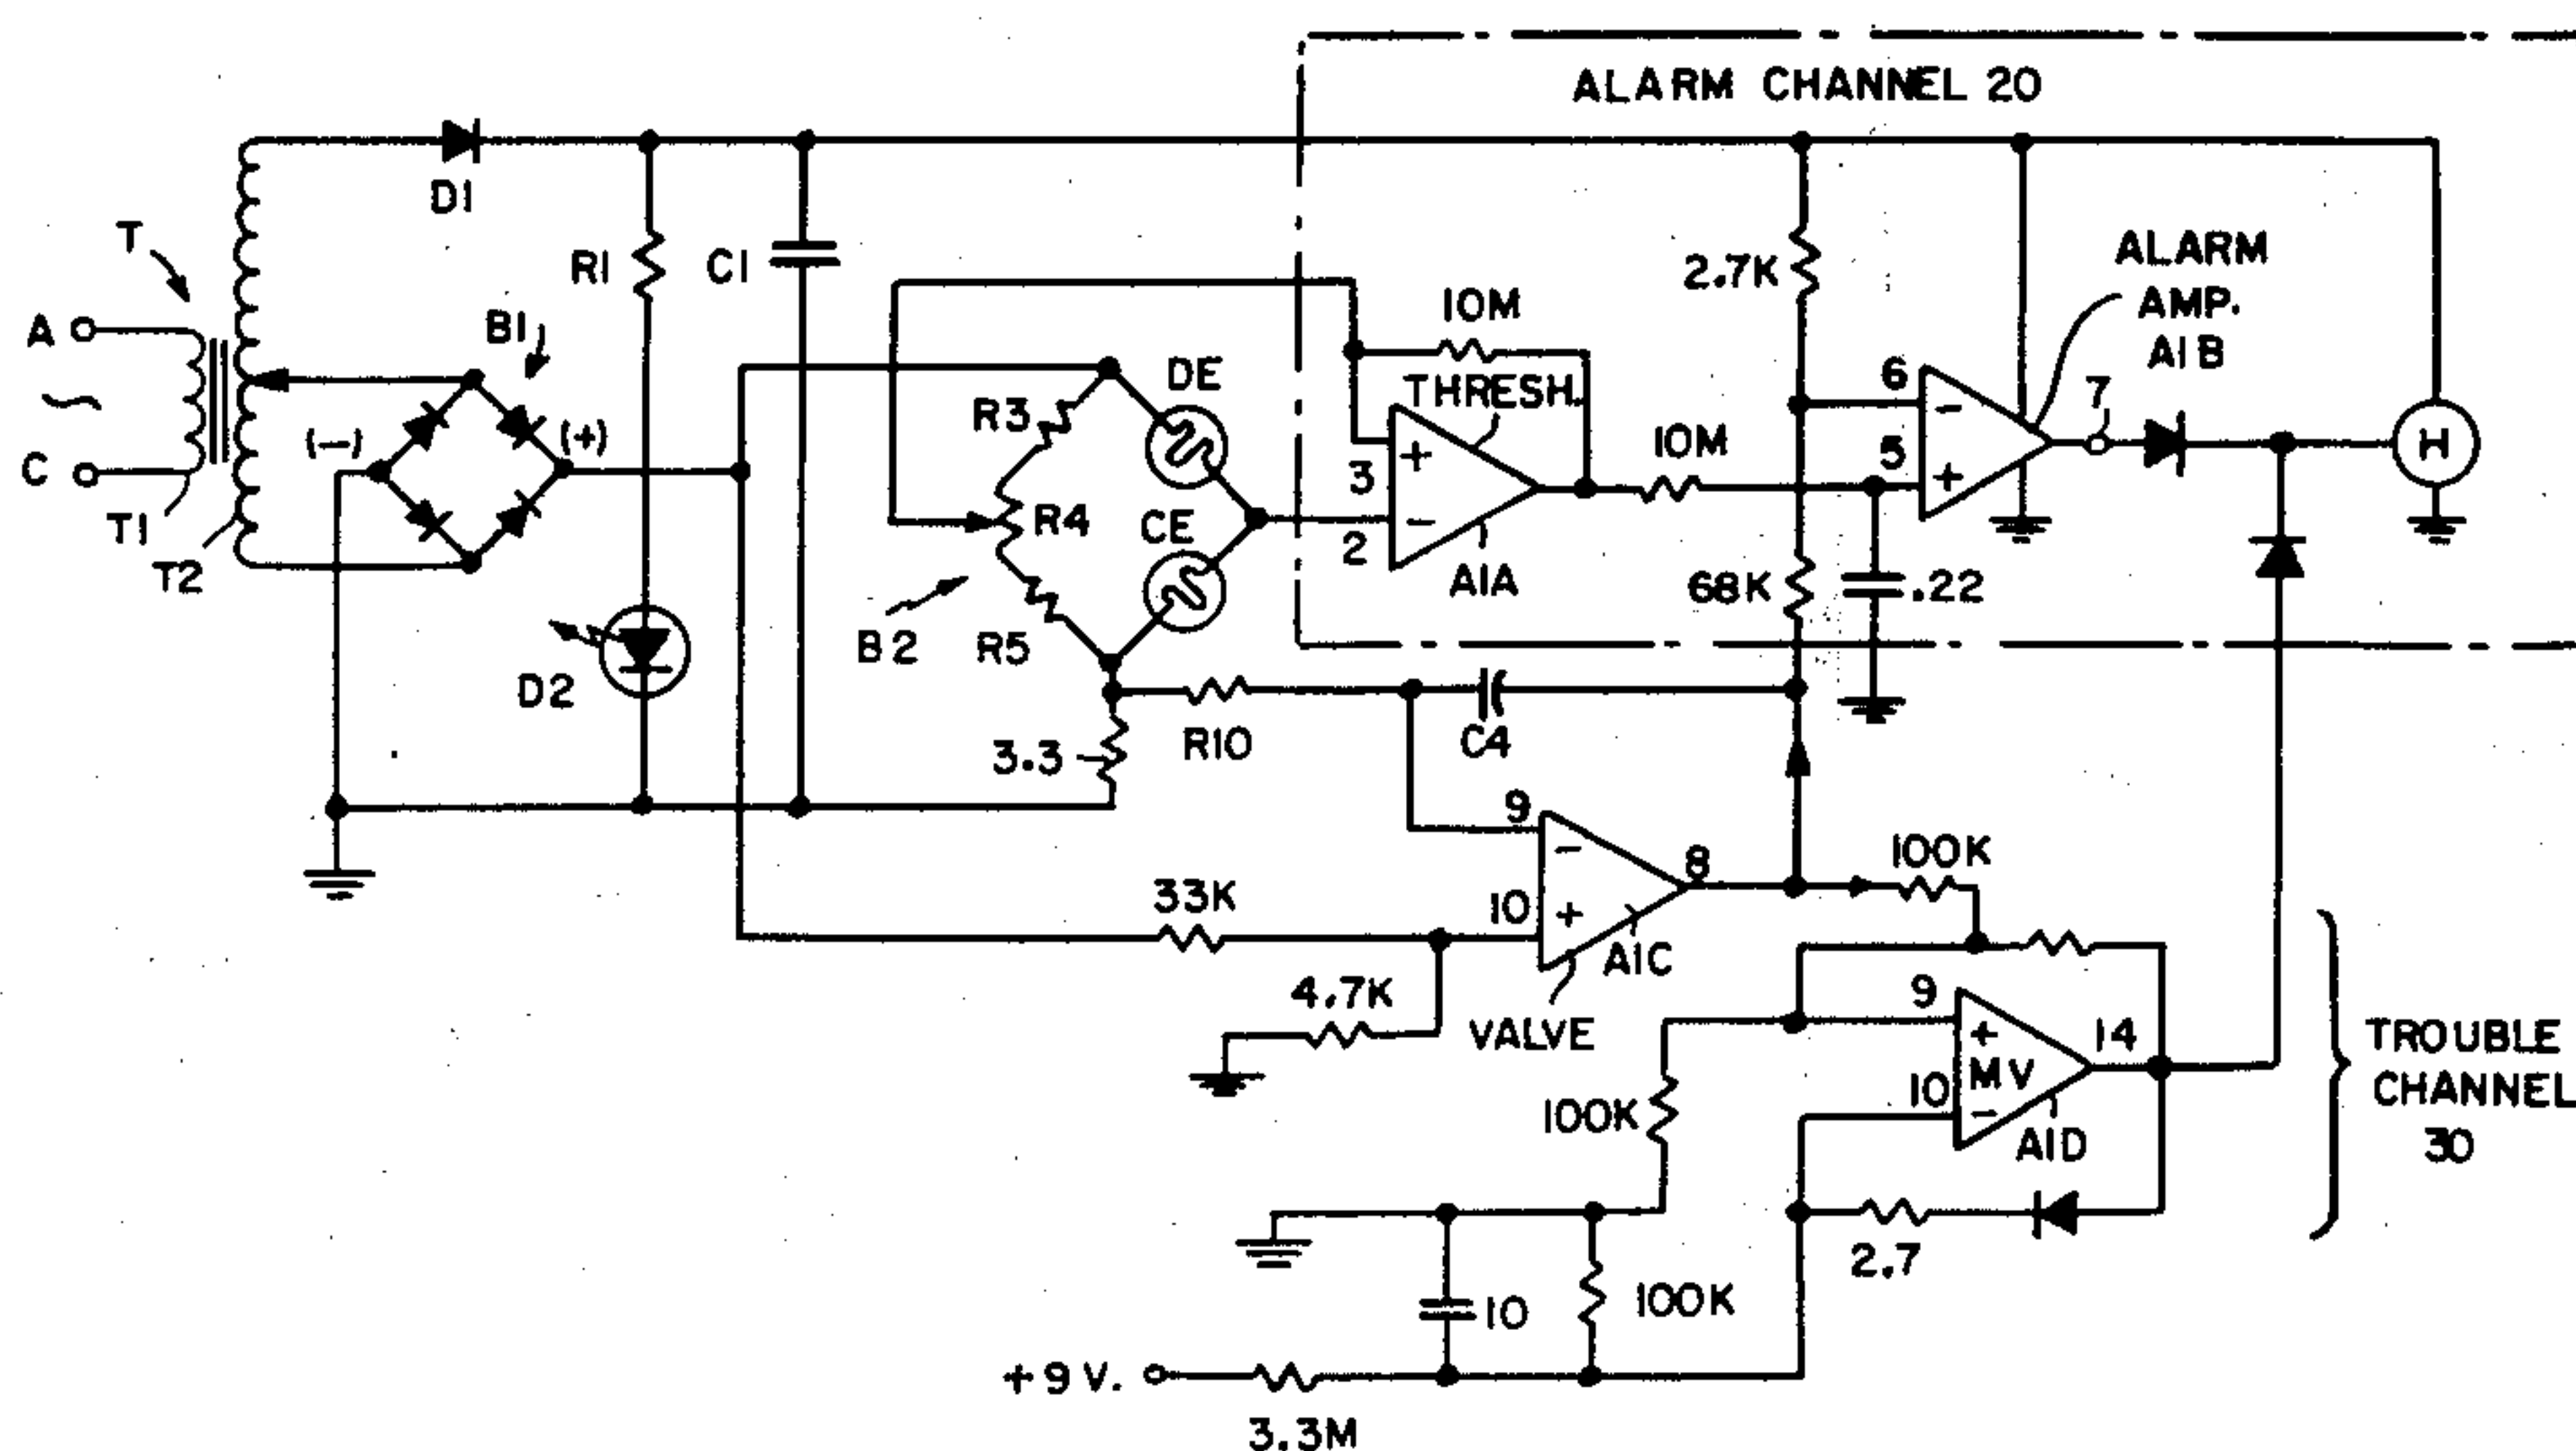 ALARM CHANNEL 20
D1
T
R1
C1
2.7K
ALARM
AMP.
A1B
A
B1
10M
(-)
(+)
R3
DE
THRESH.
6
-
7
C
T1
T2
R4
CE
3
+
2
-
10M
5
+
H
A1A
68K
.22
B2
R5
D2
3.3
R10
C4
9
-
8
100K
33K
10
+
A1C
4.7K
VALVE
9
+
14
MV
10
-
A1D
TROUBLE
CHANNEL
30
100K
2.7
10
100K
+9V.
3.3M